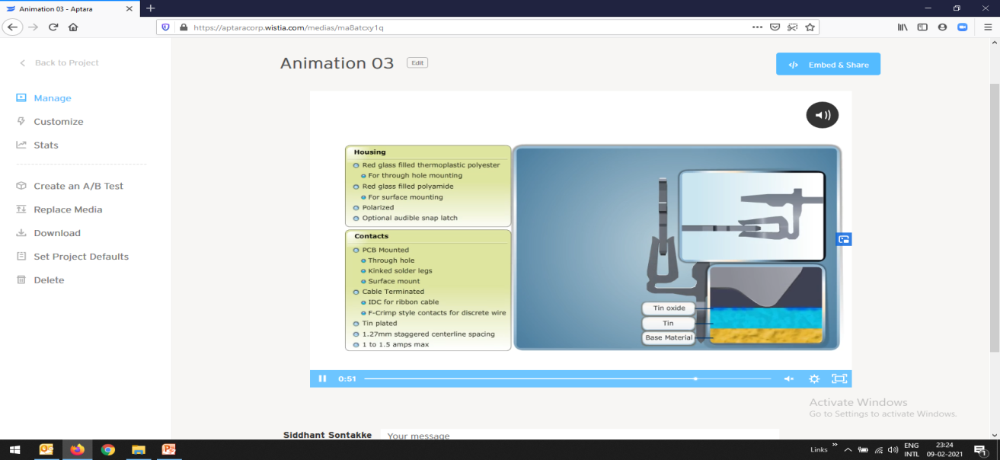 Animation 03 - Aptara
https://aptaracorp.wistia.com/medias/ma8atcxy1q
Back to Project
Manage
Customize
Stats
Create an A/B Test
Replace Media
Download
Set Project Defaults
Delete
Animation 03
Edit
Embed & Share
Housing
Red glass filled thermoplastic polyester
For through hole mounting
Red glass filled polyamide
For surface mounting
Polarized
Optional audible snap latch
Contacts
PCB Mounted
Through hole
Kinked solder legs
Surface mount
Cable Terminated
IDC for ribbon cable
F-Crimp style contacts for discrete wire
Tin plated
1.27mm staggered centerline spacing
1 to 1.5 amps max
Tin oxide
Tin
Base Material
0:51
Activate Windows
Go to Settings to activate Windows.
Siddhant Sontakke
Your message
Links
ENG
INTL
23:24
09-02-2021
1